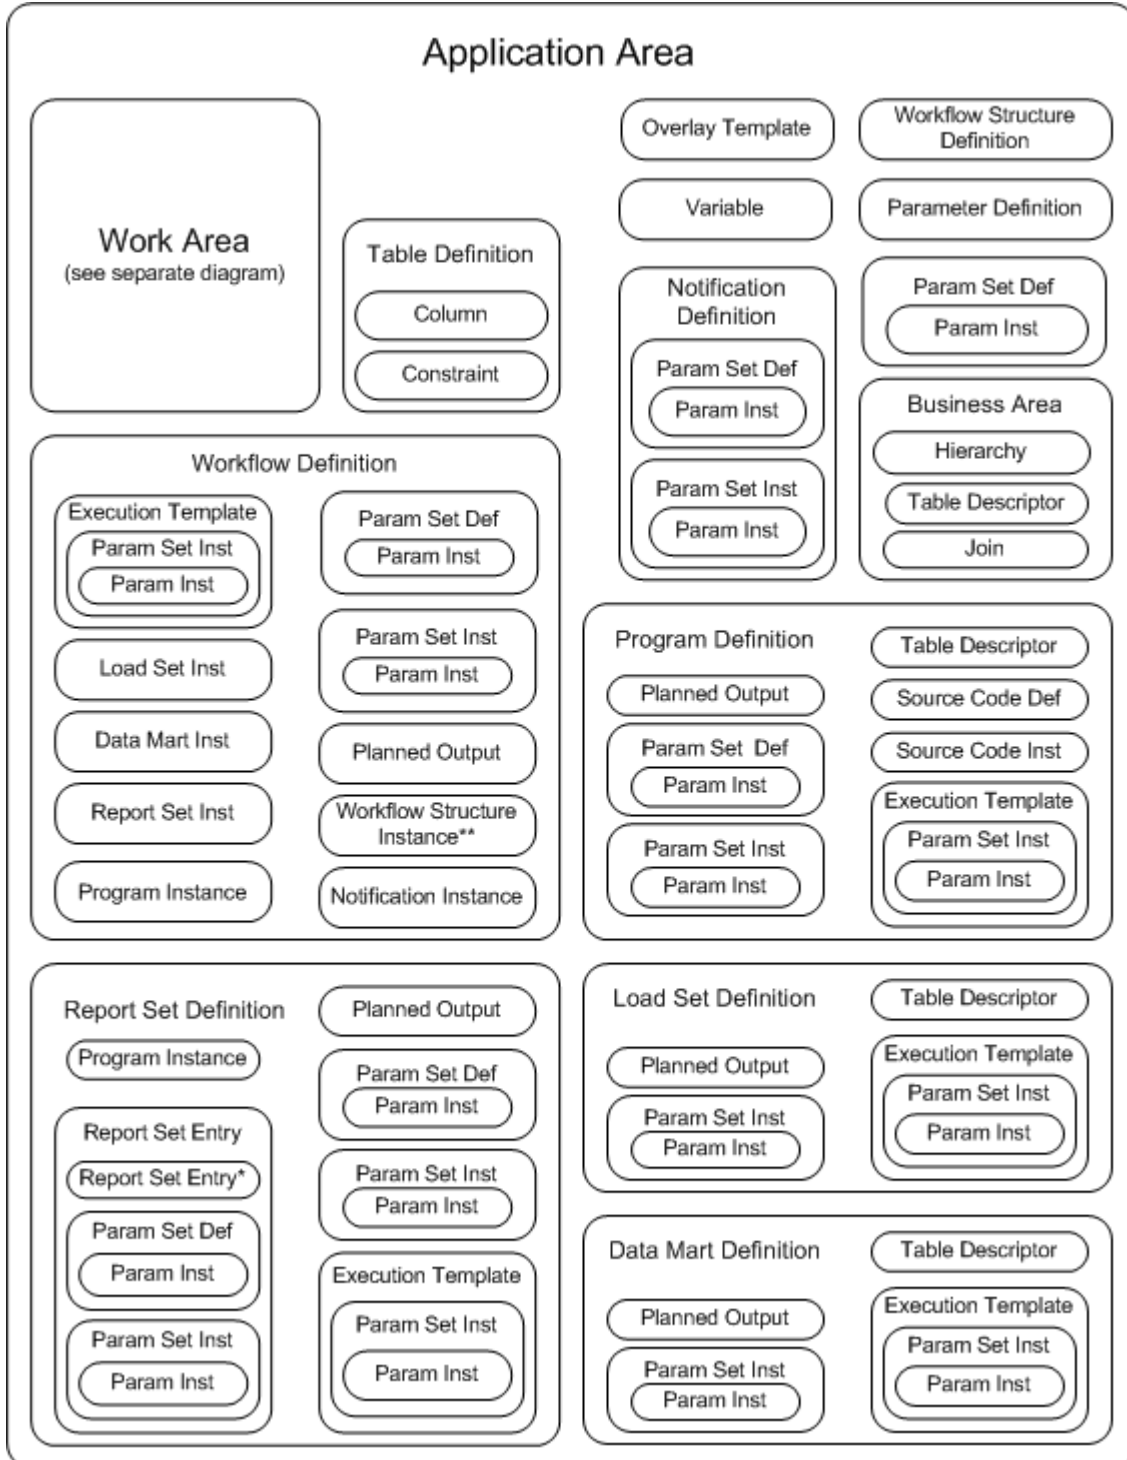 Application Area
Work Area
(see separate diagram)
Table Definition
Column
Constraint
Overlay Template
Variable
Workflow Structure
Definition
Parameter Definition
Notification
Definition
Param Set Def
Param Inst
Param Set Inst
Param Inst
Param Set Def
Param Inst
Business Area
Hierarchy
Table Descriptor
Join
Workflow Definition
Execution Template
Param Set Inst
Param Inst
Load Set Inst
Data Mart Inst
Report Set Inst
Program Instance
Param Set Def
Param Inst
Param Set Inst
Param Inst
Planned Output
Workflow Structure
Instance**
Notification Instance
Program Definition
Planned Output
Param Set Def
Param Inst
Param Set Inst
Param Inst
Table Descriptor
Source Code Def
Source Code Inst
Execution Template
Param Set Inst
Param Inst
Report Set Definition
Program Instance
Report Set Entry
Report Set Entry*
Param Set Def
Param Inst
Param Set Inst
Param Inst
Planned Output
Param Set Def
Param Inst
Param Set Inst
Param Inst
Execution Template
Param Set Inst
Param Inst
Load Set Definition
Planned Output
Param Set Inst
Param Inst
Table Descriptor
Execution Template
Param Set Inst
Param Inst
Data Mart Definition
Planned Output
Param Set Inst
Param Inst
Table Descriptor
Execution Template
Param Set Inst
Param Inst